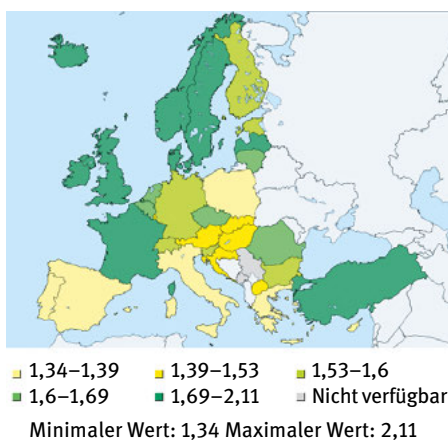 1,34–1,39 1,39–1,53 1,53–1,6
1,6–1,69 1,69–2,11 Nicht verfügbar
Minimaler Wert: 1,34 Maximaler Wert: 2,11